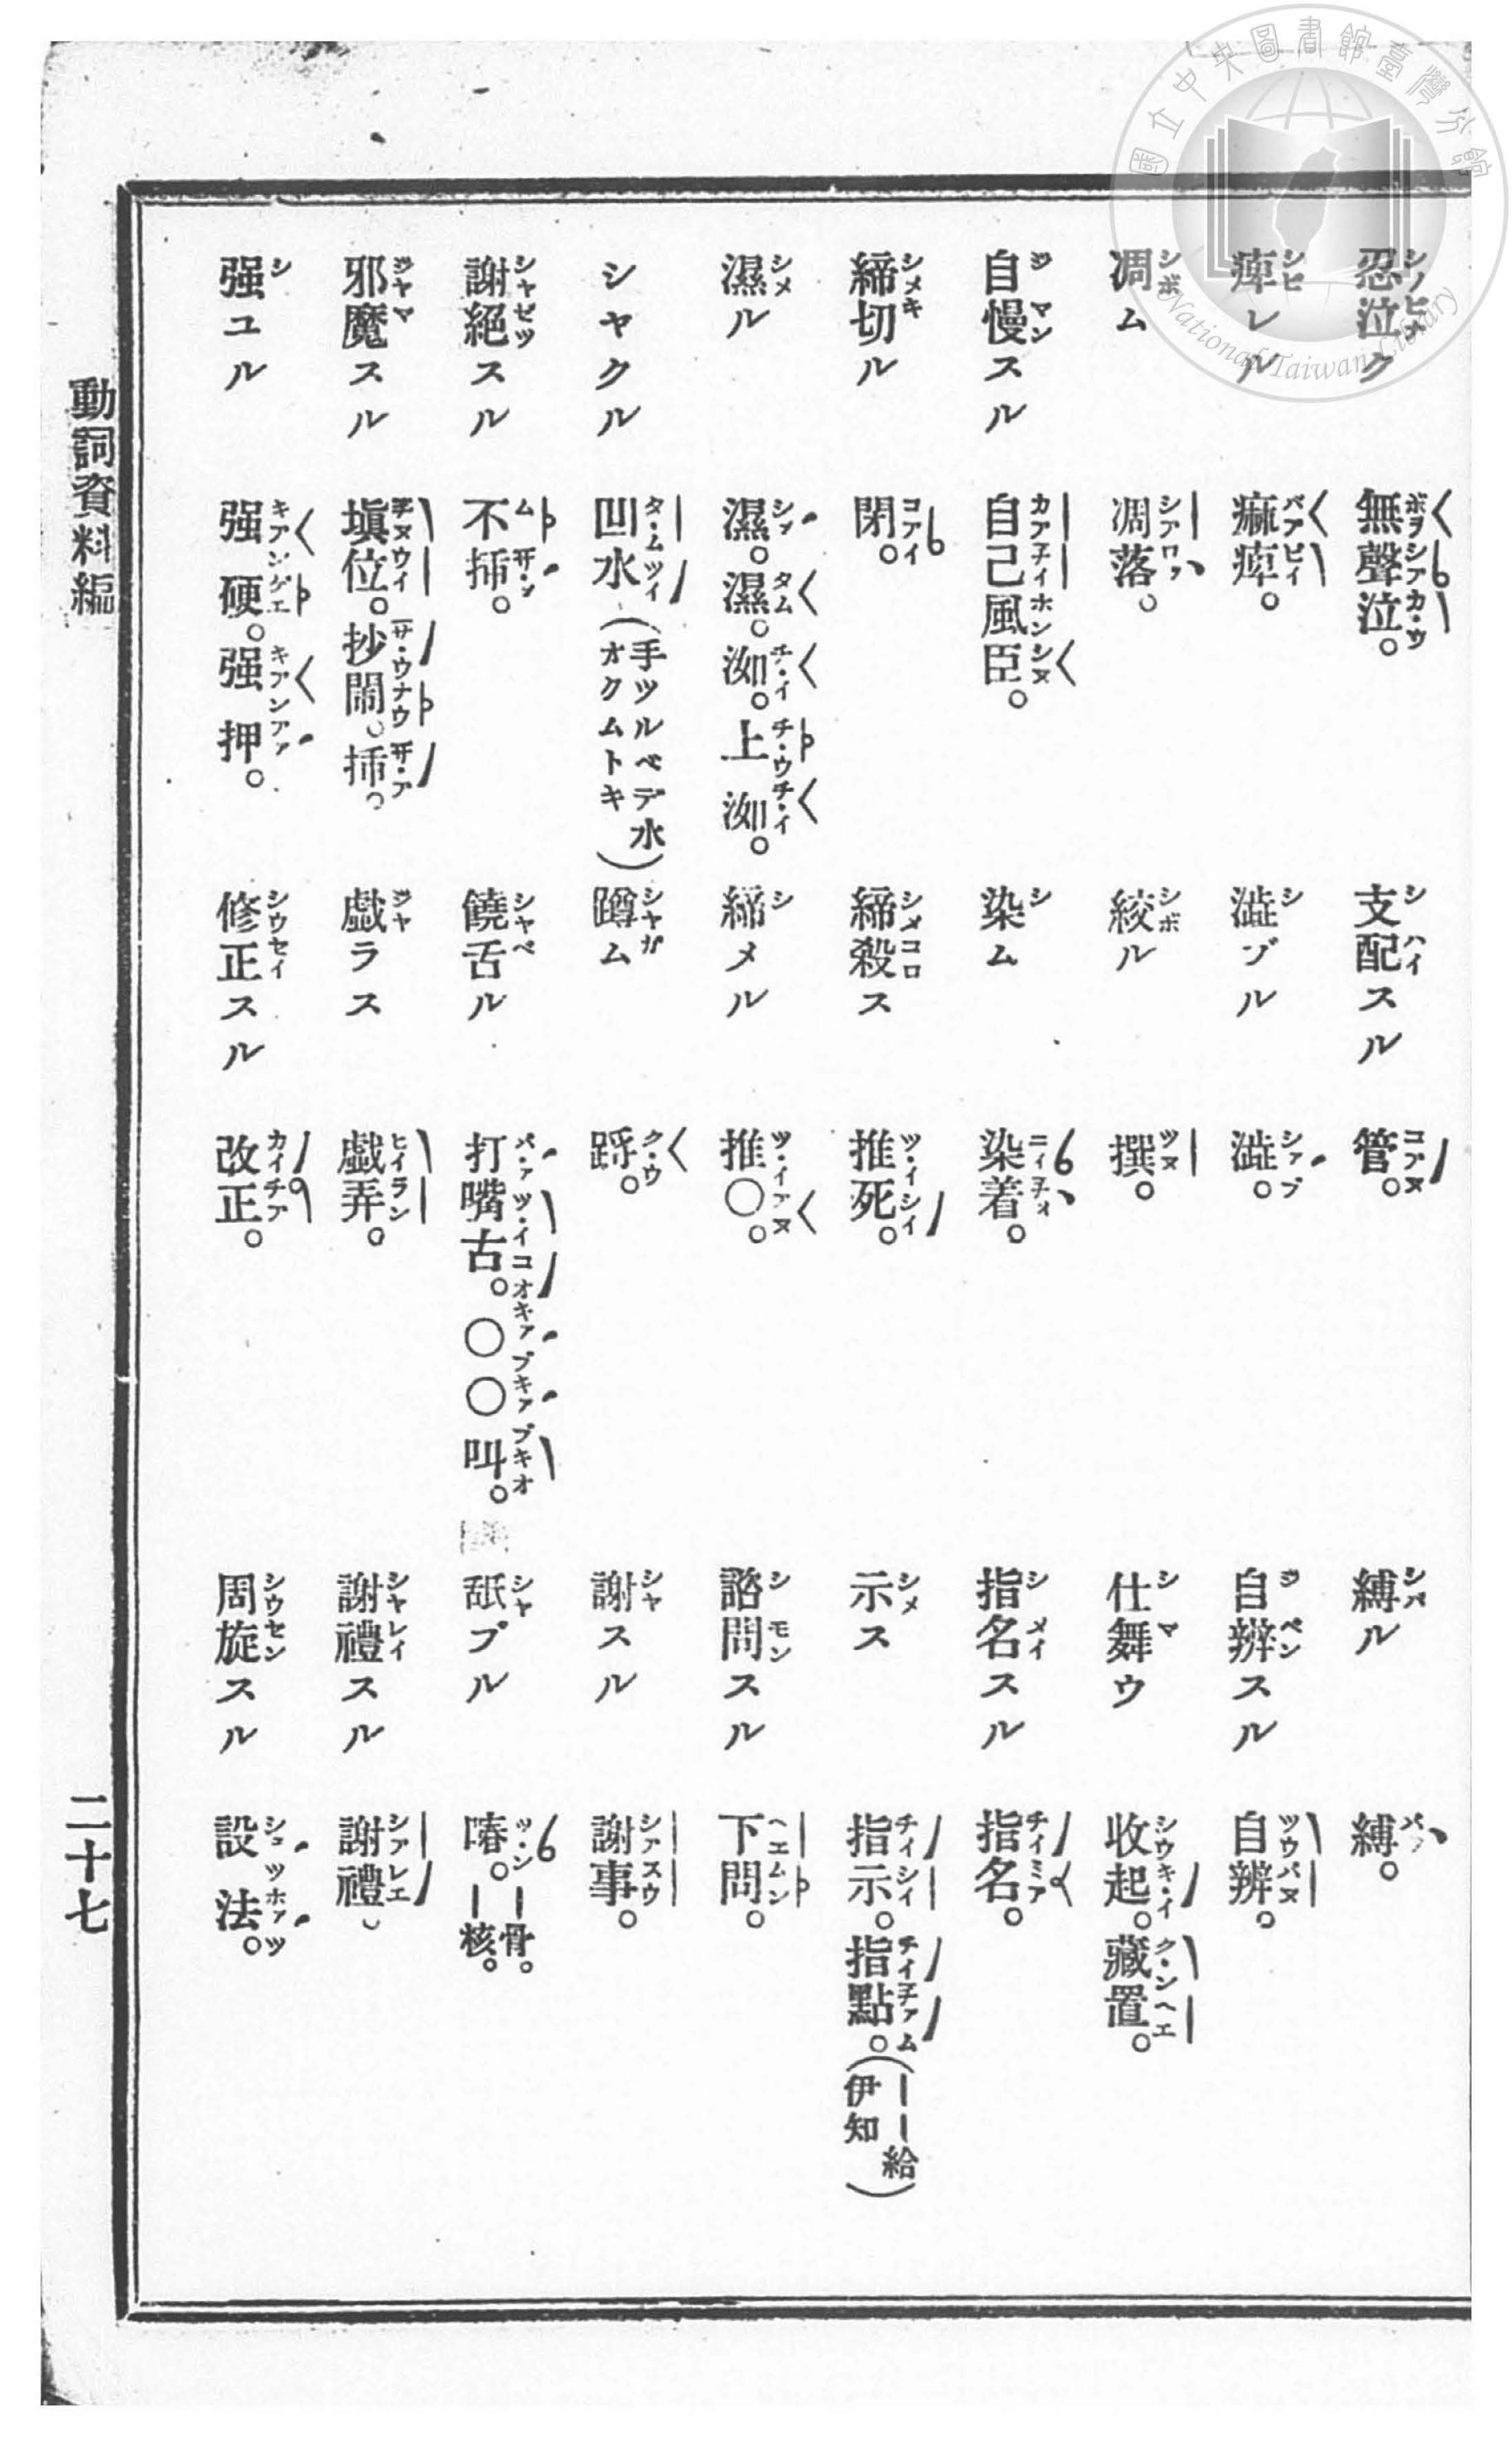 忍泣ク 無聲泣。 支配スル 管。 縛ル 縛。
痺レル 痲痺。 澁ブル 澁。 自辨スル 自辨。
凋ム 凋落。 絞ル 撰。 仕舞ウ 收起。藏置。
自慢スル 自己風臣。 染ム 染着。 指名スル 指名。
締切ル 閉。 締殺ス 推死。 示ス 指示。指點。(――給 伊知)
濕ル 濕。濕。洳。上洳。 締メル 推〇。 諮問スル 下問。
シヤクル 凹水(手ツルベデ水オクムトキ) 蹲ム 踤。 謝スル 謝事。
謝絕スル 不插。 饒舌ル 打嘴古。〇〇叫。 舐ブル 㖺。―骨。―核。
邪魔スル 塡位。抄鬧。插。 戯ラス 戯弄。 謝禮スル 謝禮。
强ユル 强硬。强押。 修正スル 改正。 周旋スル 設法。
動詞資料編
二十七
國立中央圖書館臺灣分館
National Taiwan Library